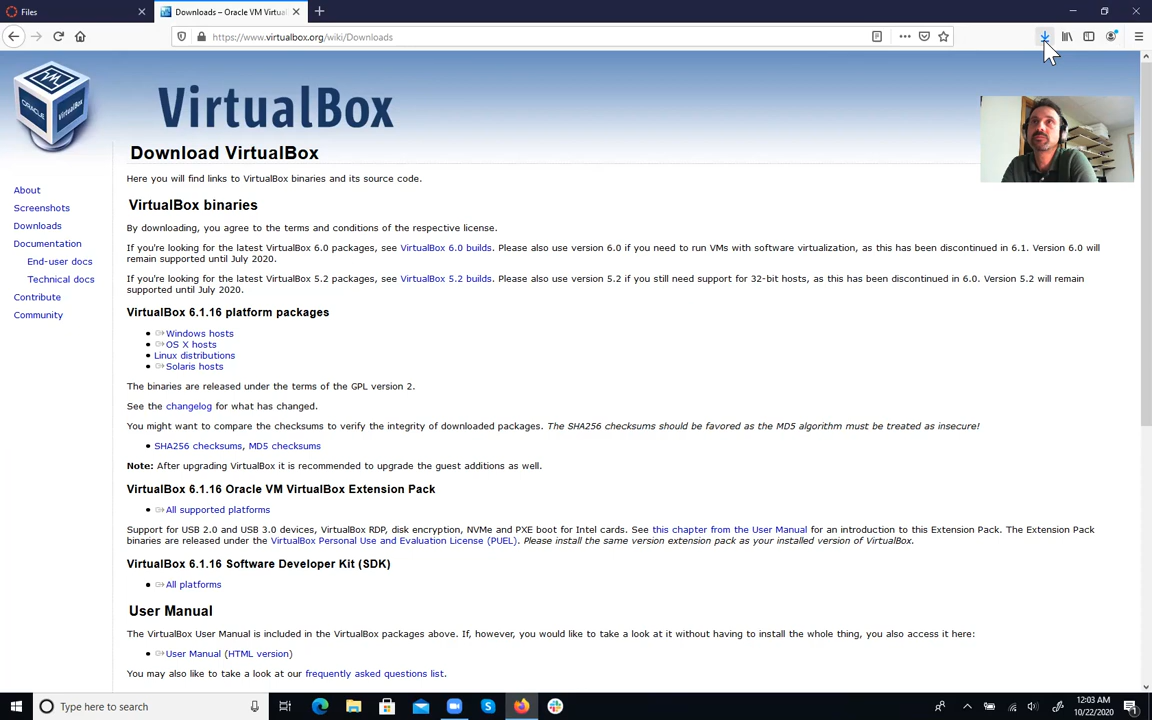 Files
Downloads – Oracle VM Virtual
https://www.virtualbox.org/wiki/Downloads
ORACLE
VM
VirtualBox
VirtualBox
Download VirtualBox
Here you will find links to VirtualBox binaries and its source code.
About
Screenshots
Downloads
Documentation
End-user docs
Technical docs
Contribute
Community
VirtualBox binaries
By downloading, you agree to the terms and conditions of the respective license.
If you're looking for the latest VirtualBox 6.0 packages, see VirtualBox 6.0 builds. Please also use version 6.0 if you need to run VMs with software virtualization, as this has been discontinued in 6.1. Version 6.0 will
remain supported until July 2020.
If you're looking for the latest VirtualBox 5.2 packages, see VirtualBox 5.2 builds. Please also use version 5.2 if you still need support for 32-bit hosts, as this has been discontinued in 6.0. Version 5.2 will remain
supported until July 2020.
VirtualBox 6.1.16 platform packages
Windows hosts
OS X hosts
Linux distributions
Solaris hosts
The binaries are released under the terms of the GPL version 2.
See the changelog for what has changed.
You might want to compare the checksums to verify the integrity of downloaded packages. The SHA256 checksums should be favored as the MD5 algorithm must be treated as insecure!
SHA256 checksums, MD5 checksums
Note: After upgrading VirtualBox it is recommended to upgrade the guest additions as well.
VirtualBox 6.1.16 Oracle VM VirtualBox Extension Pack
All supported platforms
Support for USB 2.0 and USB 3.0 devices, VirtualBox RDP, disk encryption, NVMe and PXE boot for Intel cards. See this chapter from the User Manual for an introduction to this Extension Pack. The Extension Pack
binaries are released under the VirtualBox Personal Use and Evaluation License (PUEL). Please install the same version extension pack as your installed version of VirtualBox.
VirtualBox 6.1.16 Software Developer Kit (SDK)
All platforms
User Manual
The VirtualBox User Manual is included in the VirtualBox packages above. If, however, you would like to take a look at it without having to install the whole thing, you also access it here:
User Manual (HTML version)
You may also like to take a look at our frequently asked questions list.
Type here to search
12:03 AM
10/22/2020